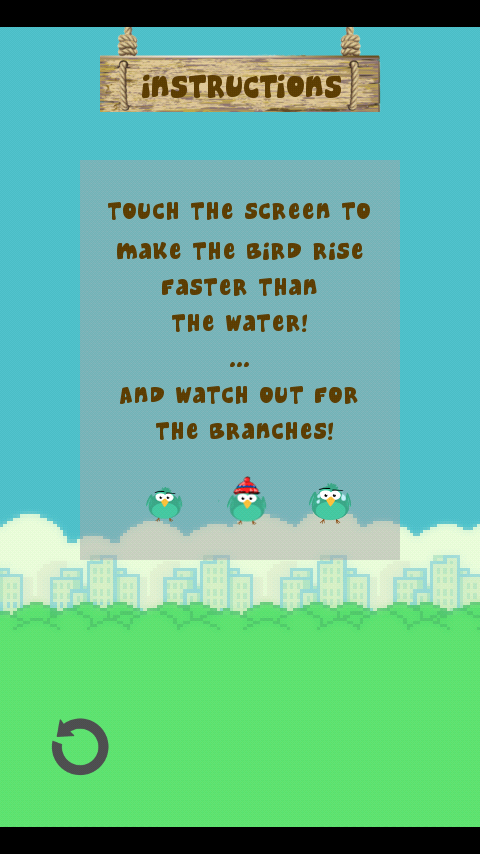 INSTRUCTIONS
TOUCH THE SCREEN TO
MAKE THE BIRD RISE
FASTER THAN
THE WATER!
...
AND WATCH OUT FOR
THE BRANCHES!